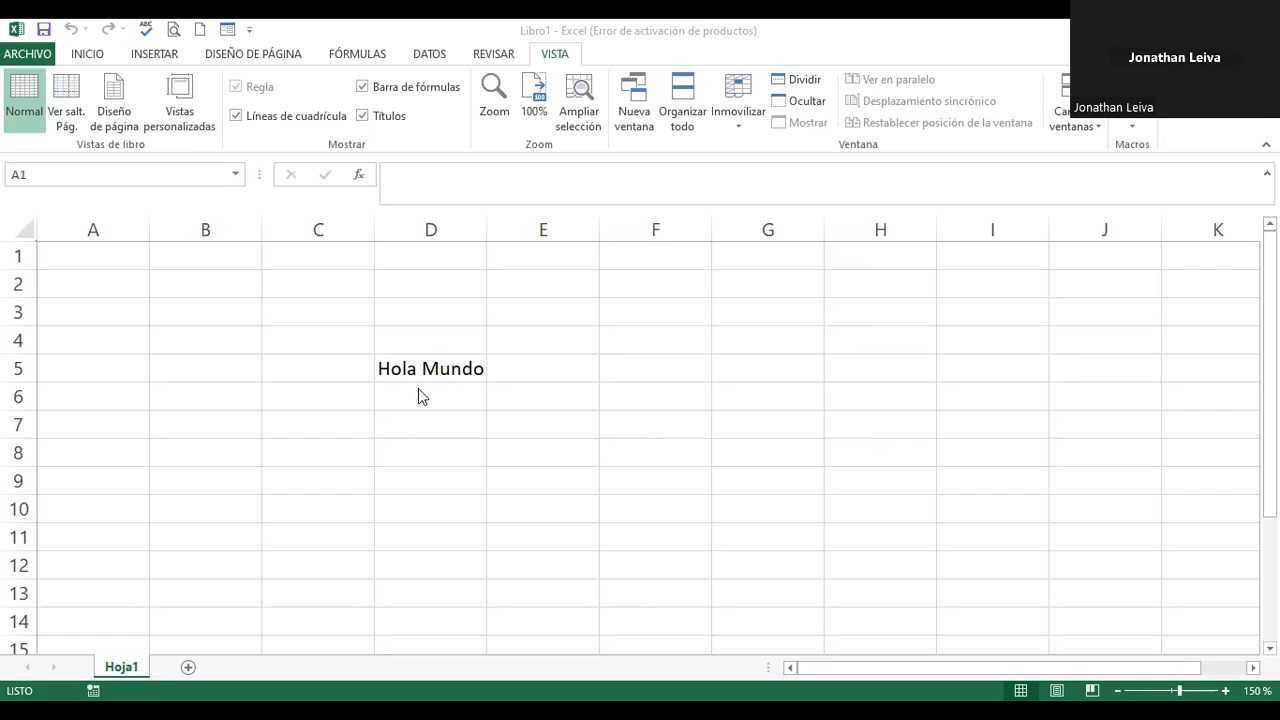 Libro1 - Excel (Error de activación de productos)
Jonathan Leiva
Jonathan Leiva
ARCHIVO INICIO INSERTAR DISEÑO DE PÁGINA FÓRMULAS DATOS REVISAR VISTA
Normal
Ver salt. Pág.
Diseño de página
Vistas personalizadas
Vistas de libro
Regla
Barra de fórmulas
Líneas de cuadrícula
Títulos
Mostrar
Zoom
100%
Ampliar selección
Zoom
Nueva ventana
Organizar todo
Inmovilizar
Dividir
Ocultar
Mostrar
Ver en paralelo
Desplazamiento sincrónico
Restablecer posición de la ventana
ventanas
Ventana
Macros
A1
fx
A B C D E F G H I J K
1
2
3
4
5 Hola Mundo
6
7
8
9
10
11
12
13
14
15
Hoja1
LISTO
150 %